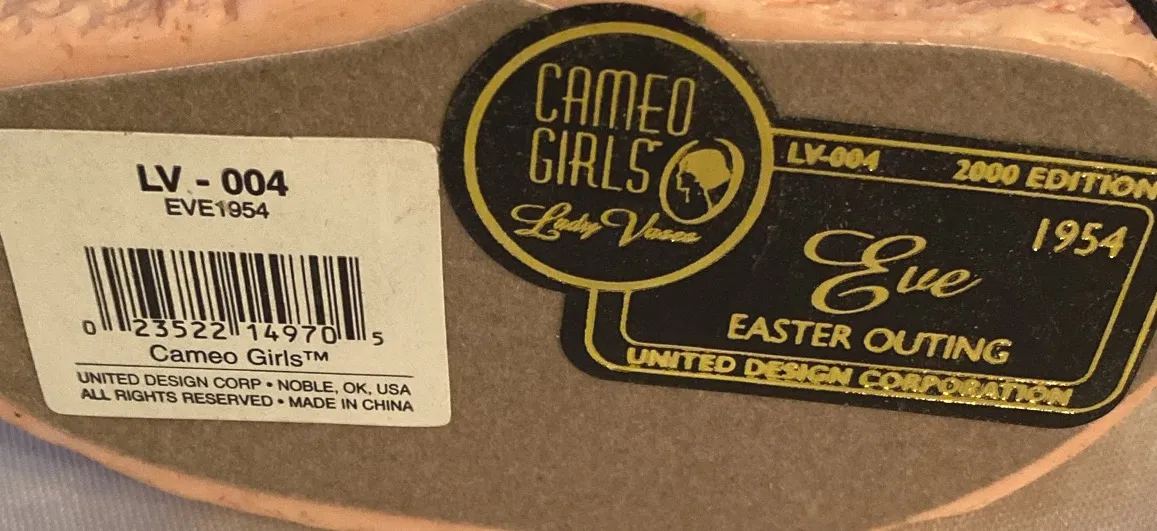 LV - 004
EVE1954
0 23522 14970 5
Cameo Girls™
UNITED DESIGN CORP • NOBLE, OK, USA
ALL RIGHTS RESERVED • MADE IN CHINA
CAMEO
GIRLS™
Lady Vases
LV-004 2000 EDITION
1954
Eve
EASTER OUTING
UNITED DESIGN CORPORATION